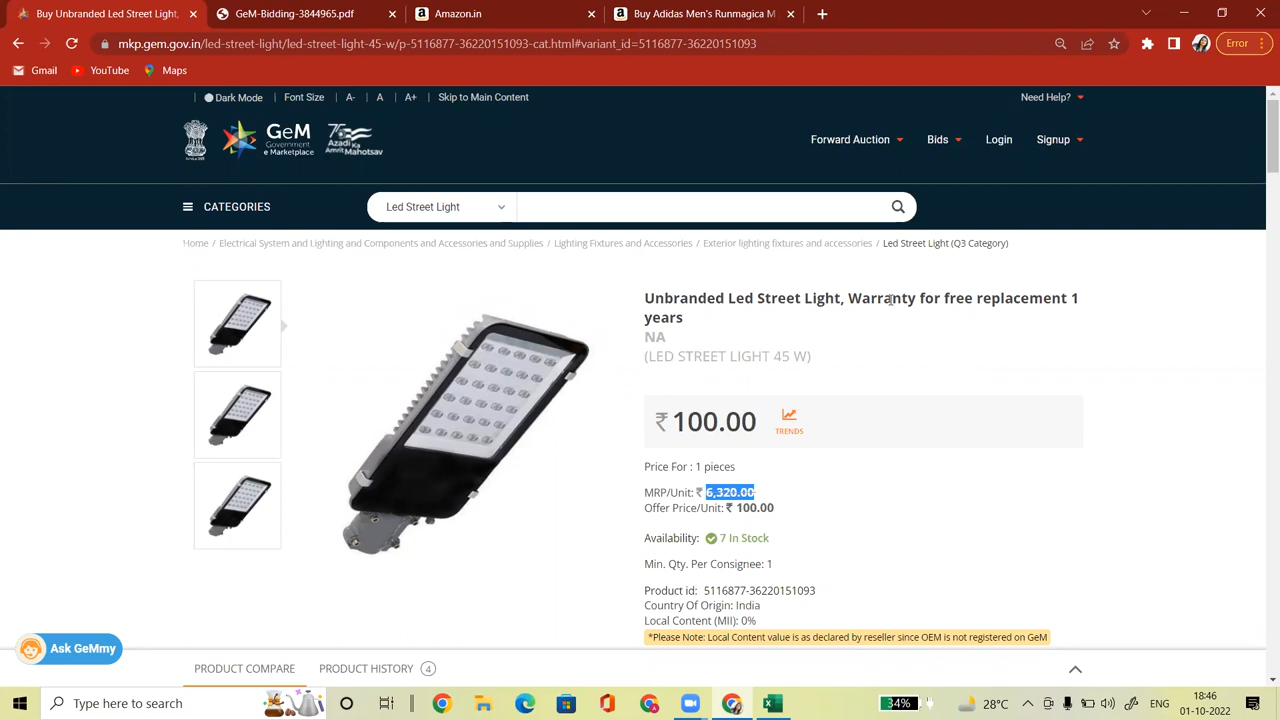 Unbranded Led Street Light,
GeM-Bidding-3844965.pdf
Amazon.in
Buy Adidas Men's Runmagica M
mkp.gem.gov.in/led-street-light/led-street-light-45-w/p-5116877-36220151093-cat.html#variant_id=5116877-36220151093
Error
Gmail YouTube Maps
Dark Mode | Font Size | A- | A | A+ | Skip to Main Content
Need Help?
GeM Government e Marketplace
75 Azadi Ka Amrit Mahotsav
Forward Auction Bids Login Signup
CATEGORIES
Led Street Light
Home / Electrical System and Lighting and Components and Accessories and Supplies / Lighting Fixtures and Accessories / Exterior lighting fixtures and accessories / Led Street Light (Q3 Category)
Unbranded Led Street Light, Warranty for free replacement 1
years
NA
(LED STREET LIGHT 45 W)
₹ 100.00
TRENDS
Price For : 1 pieces
MRP/Unit: ₹ 6,320.00
Offer Price/Unit: ₹ 100.00
Availability: 7 In Stock
Min. Qty. Per Consignee: 1
Product id: 5116877-36220151093
Country Of Origin: India
Local Content (MII): 0%
*Please Note: Local Content value is as declared by reseller since OEM is not registered on GeM
Ask GeMmy
PRODUCT COMPARE PRODUCT HISTORY 4
Type here to search
34%
28°C
ENG
18:46
01-10-2022